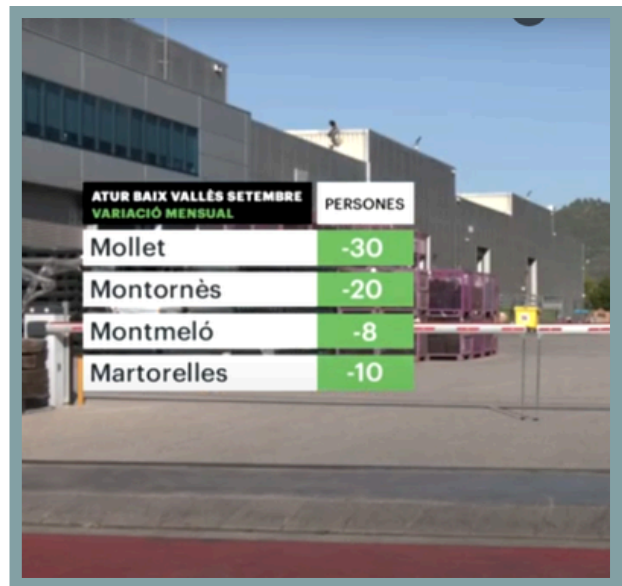 ATUR BAIX VALLÈS SETEMBRE
VARIACIÓ MENSUAL
PERSONES
Mollet -30
Montornès -20
Montmeló -8
Martorelles -10